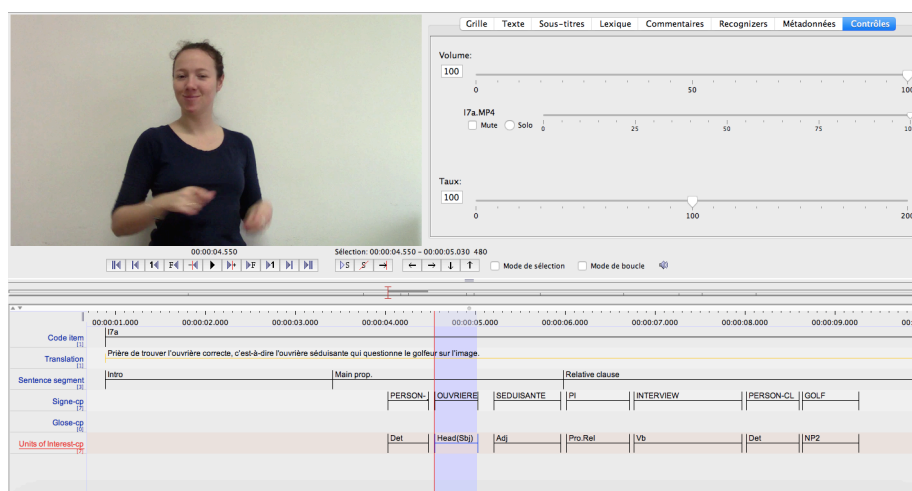 Grille Texte Sous-titres Lexique Commentaires Recognizers Métadonnées Contrôles
Volume:
100
0 50 100
I7a.MP4
Mute Solo 0 25 50 75 10
Taux:
100
0 100 200
00:00:04.550
Sélection: 00:00:04.550 - 00:00:05.030 480
Mode de sélection Mode de boucle
00:00:01.000 00:00:02.000 00:00:03.000 00:00:04.000 00:00:05.000 00:00:06.000 00:00:07.000 00:00:08.000 00:00:09.000 00:
Code item [1] I7a
Translation [1] Prière de trouver l'ouvrière correcte, c'est-à-dire l'ouvrière séduisante qui questionne le golfeur sur l'image.
Sentence segment [3] Intro Main prop. Relative clause
Signe-cp [7] PERSON- OUVRIERE SEDUISANTE PI INTERVIEW PERSON-CL GOLF
Glose-cp
Units of Interest-cp [7] Det Head(Sbj) Adj Pro.Rel Vb Det NP2